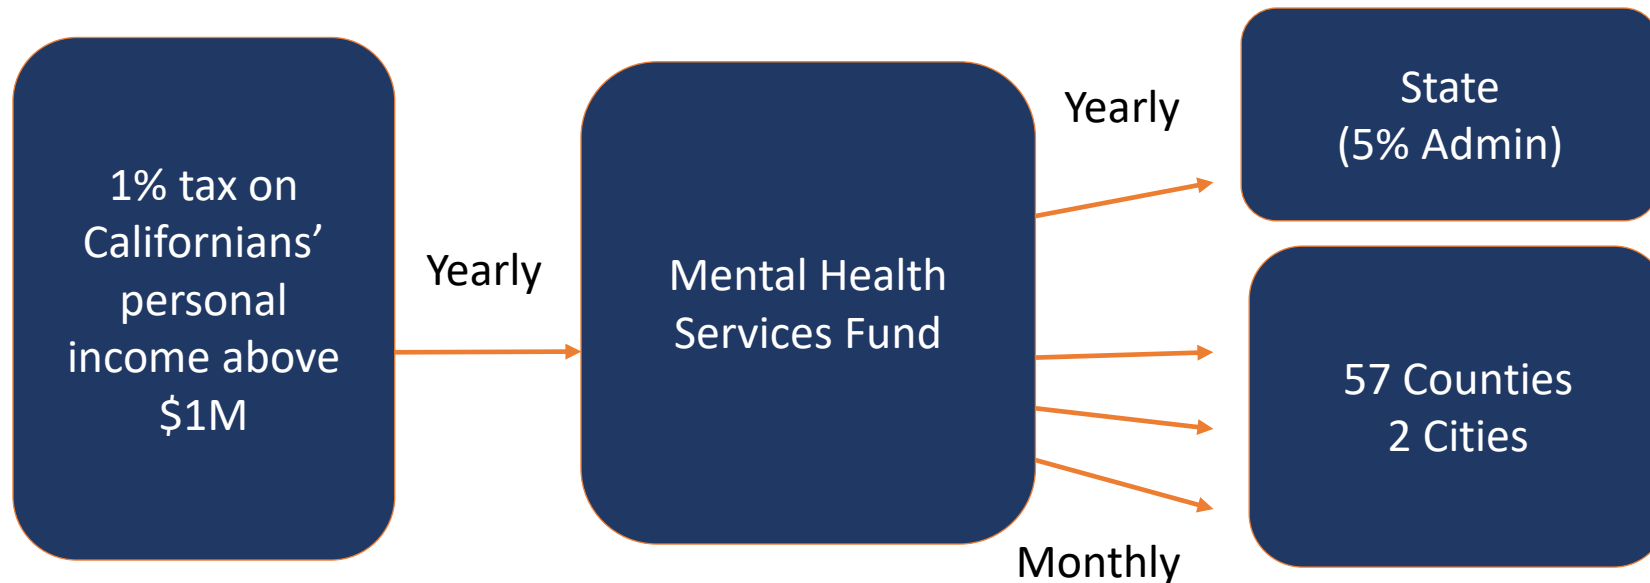 1% tax on
Californians’
personal
income above
$1M
Yearly
Mental Health
Services Fund
Yearly
State
(5% Admin)
57 Counties
2 Cities
Monthly